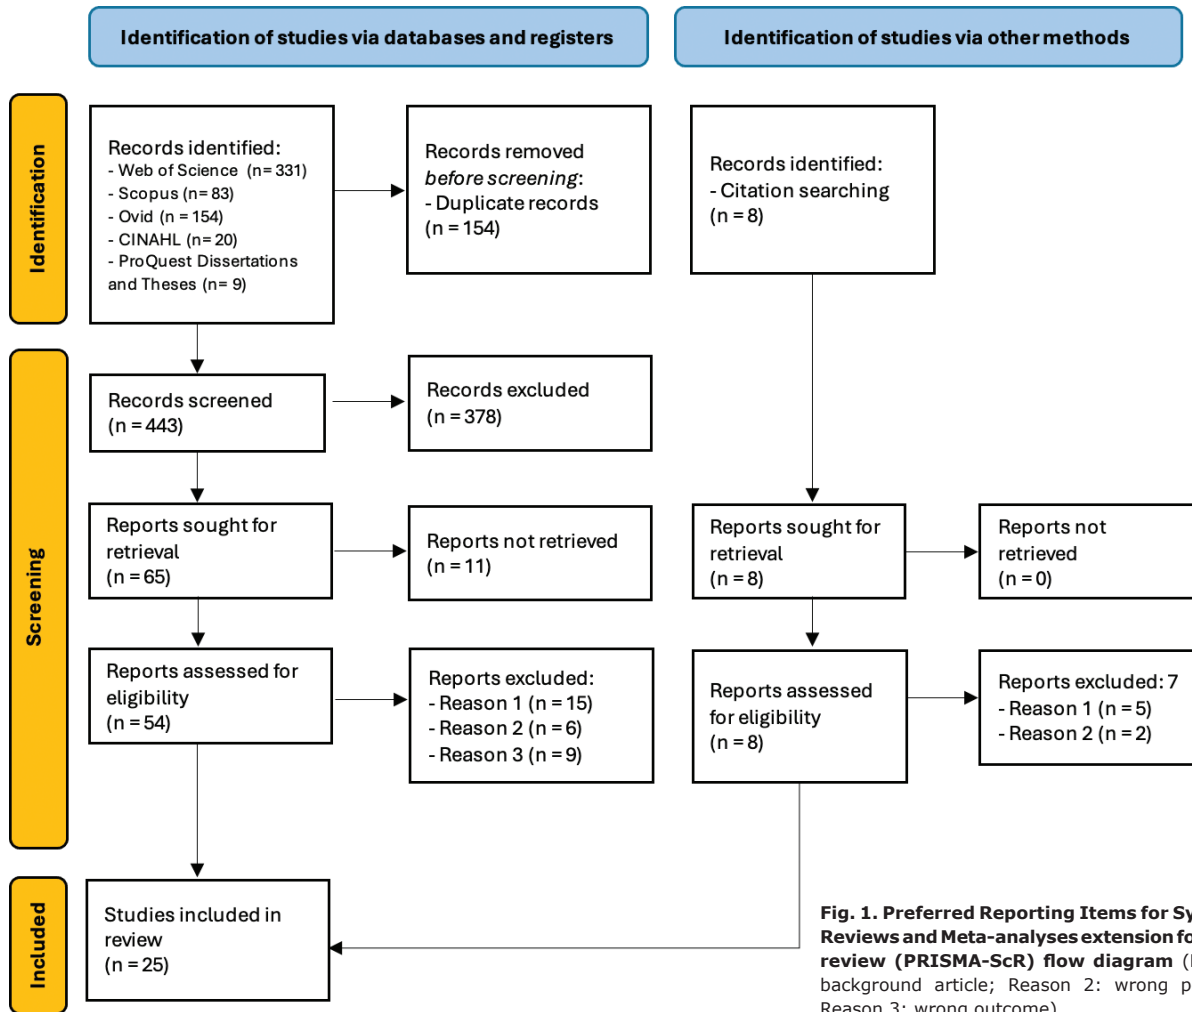 Identification of studies via databases and registers
Identification of studies via other methods
Identification
Records identified:
- Web of Science (n= 331)
- Scopus (n= 83)
- Ovid (n = 154)
- CINAHL (n= 20)
- ProQuest Dissertations
and Theses (n= 9)
Records removed
before screening:
- Duplicate records
(n = 154)
Records identified:
- Citation searching
(n = 8)
Screening
Records screened
(n = 443)
Records excluded
(n = 378)
Reports sought for
retrieval
(n = 65)
Reports not retrieved
(n = 11)
Reports sought for
retrieval
(n = 8)
Reports not
retrieved
(n = 0)
Reports assessed for
eligibility
(n = 54)
Reports excluded:
- Reason 1 (n = 15)
- Reason 2 (n = 6)
- Reason 3 (n = 9)
Reports assessed
for eligibility
(n = 8)
Reports excluded: 7
- Reason 1 (n = 5)
- Reason 2 (n = 2)
Included
Studies included in
review
(n = 25)
Fig. 1. Preferred Reporting Items for Sy
Reviews and Meta-analyses extension fo
review (PRISMA-ScR) flow diagram (
background article; Reason 2: wrong p
Reason 3: wrong outcome)